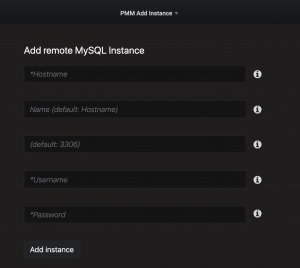 PMM Add Instance
Add remote MySQL Instance
*Hostname
Name (default: Hostname)
(default: 3306)
*Username
*Password
Add instance